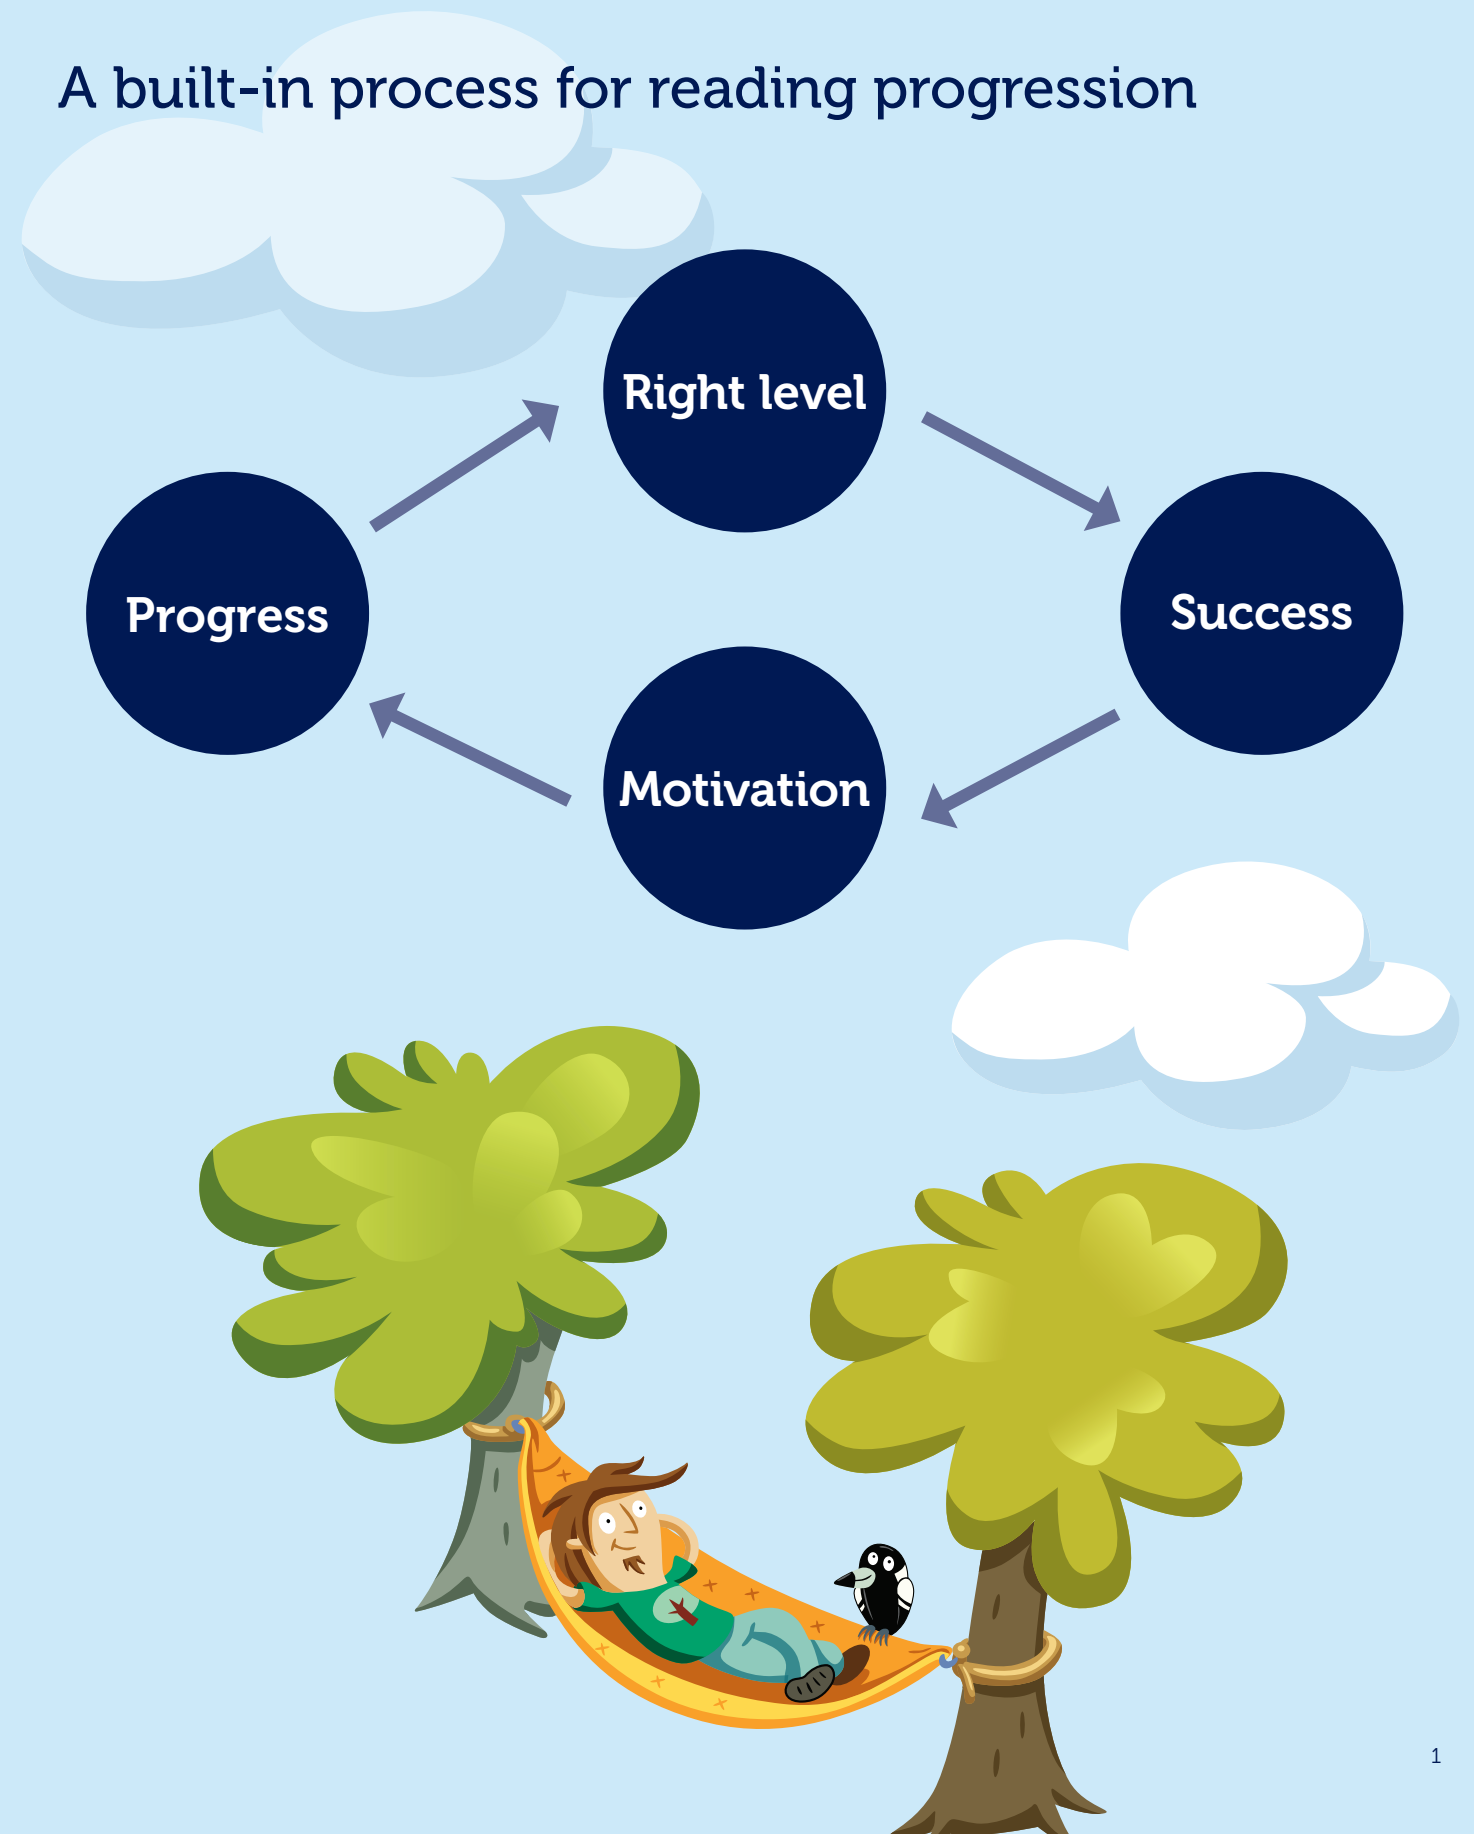 A built-in process for reading progression
Right level
Progress
Success
Motivation
1